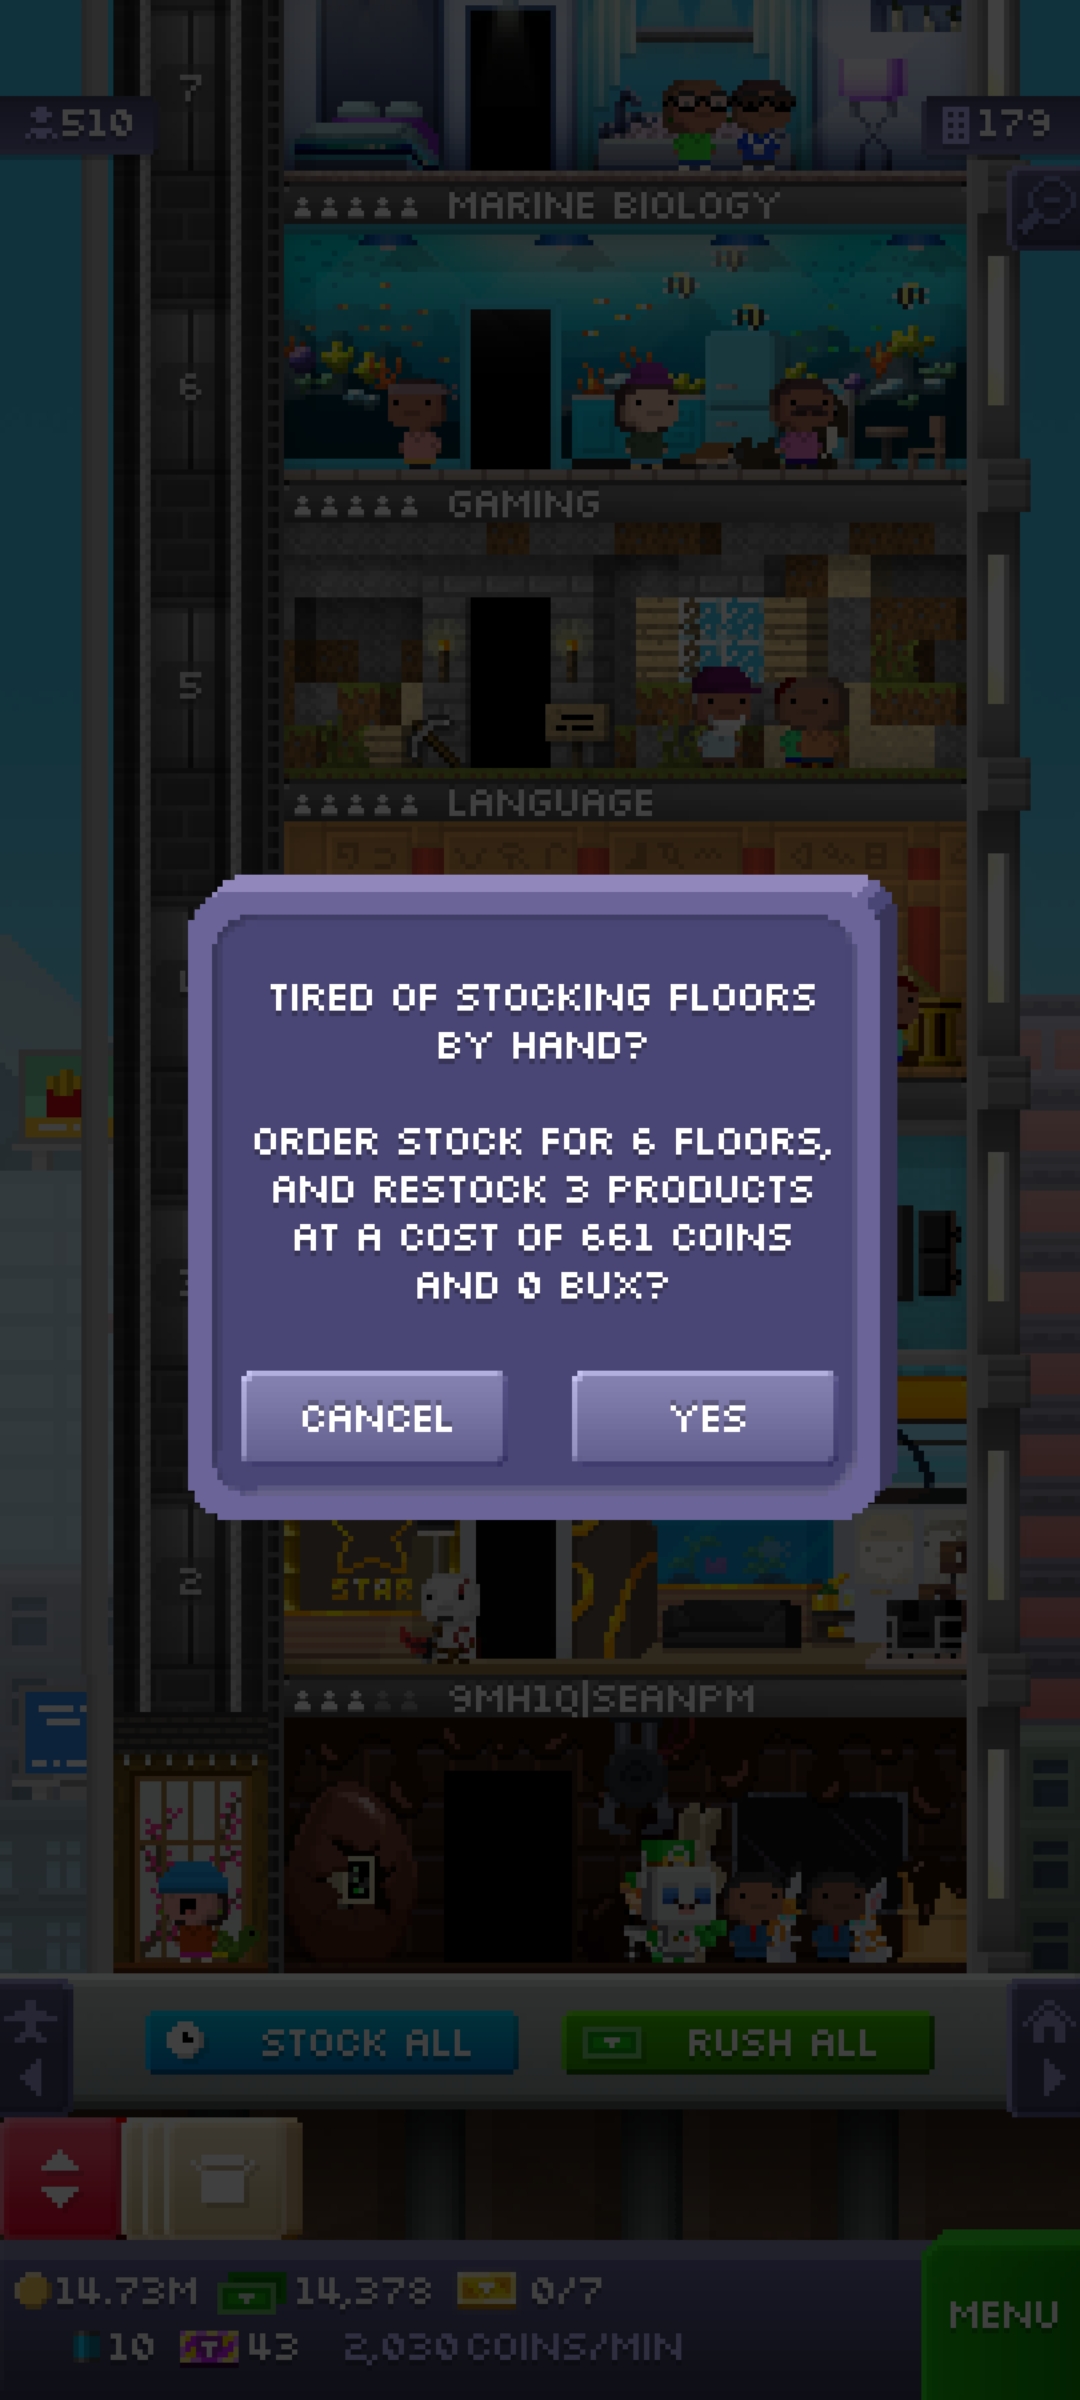 7
510
179
MARINE BIOLOGY
6
GAMING
5
LANGUAGE
TIRED OF STOCKING FLOORS
BY HAND?
ORDER STOCK FOR 6 FLOORS,
AND RESTOCK 3 PRODUCTS
AT A COST OF 661 COINS
AND 0 BUX?
CANCEL
YES
2
STAR
9MH1Q|SEANPM
STOCK ALL
RUSH ALL
14.73M
14,378
0/7
MENU
10
43
2,030 COINS/MIN